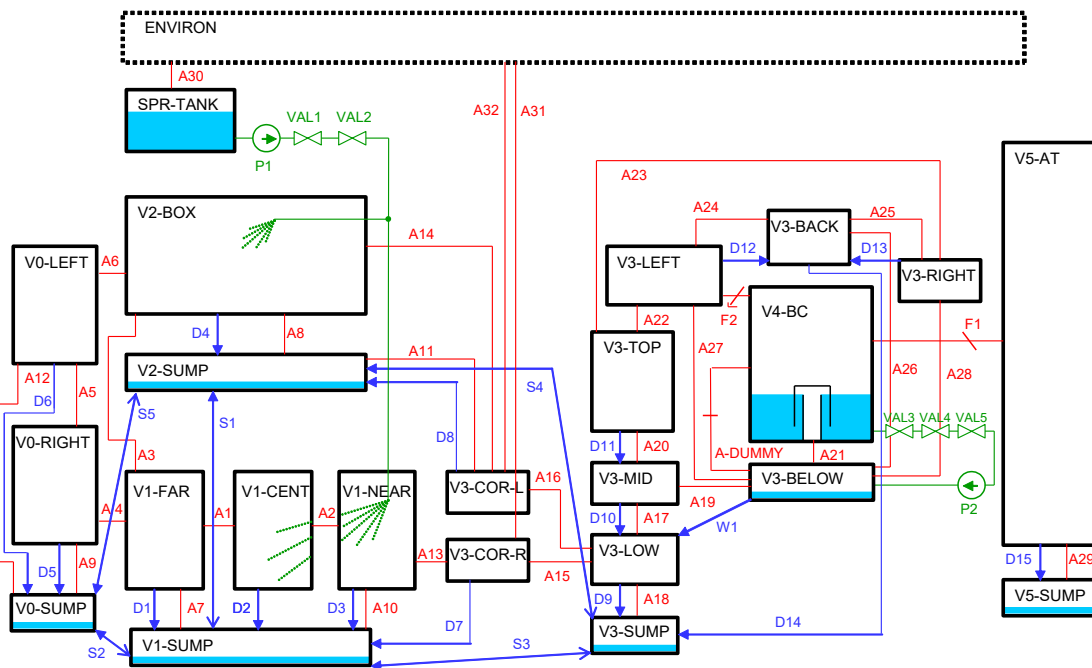 ENVIRON
A30
A32
A31
SPR-TANK
VAL1
VAL2
P1
A23
V5-AT
V2-BOX
A14
A24
A25
V3-BACK
V0-LEFT
A6
V3-LEFT
D12
D13
V3-RIGHT
V4-BC
F2
F1
D4
A8
A22
A11
V3-TOP
A27
A26
A28
V2-SUMP
S4
A12
D6
A5
S5
S1
D8
VAL3
VAL4
VAL5
V0-RIGHT
A3
D11
A20
A-DUMMY
A21
V1-FAR
V1-CENT
V1-NEAR
V3-COR-L
A16
V3-MID
V3-BELOW
A19
P2
A4
A1
A2
D10
A17
W1
A13
V3-COR-R
A15
V3-LOW
D5
A9
D15
A29
V0-SUMP
D1
A7
D2
D3
A10
D9
A18
V5-SUMP
D7
D14
S2
V1-SUMP
S3
V3-SUMP